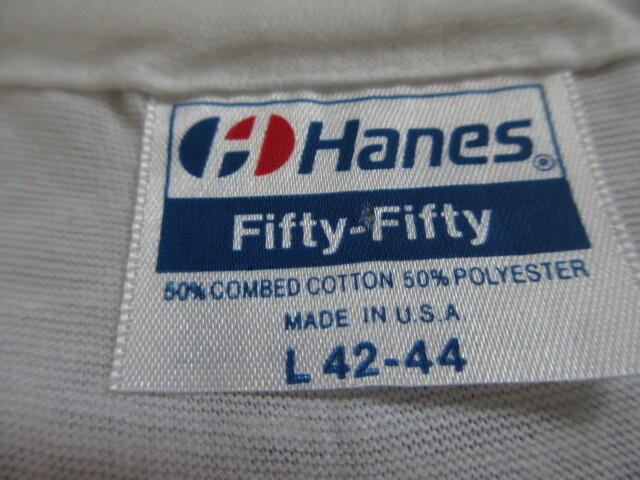 Hanes®
Fifty-Fifty
50% COMBED COTTON 50% POLYESTER
MADE IN U.S.A.
L 42-44